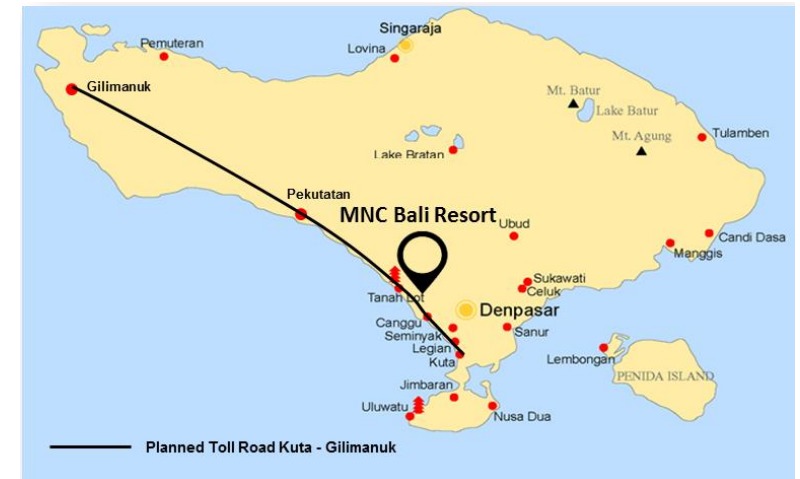 Singaraja
Pemuteran
Lovina
Gilimanuk
Mt. Batur
Lake Batur
Mt. Agung
Tulamben
Lake Bratan
Pekutatan
MNC Bali Resort
Ubud
Candi Dasa
Manggis
Sukawati
Celuk
Tanah Lot
Denpasar
Canggu
Seminyak
Sanur
Legian
Kuta
Lembongan
PENIDA ISLAND
Jimbaran
Uluwatu
Nusa Dua
Planned Toll Road Kuta - Gilimanuk